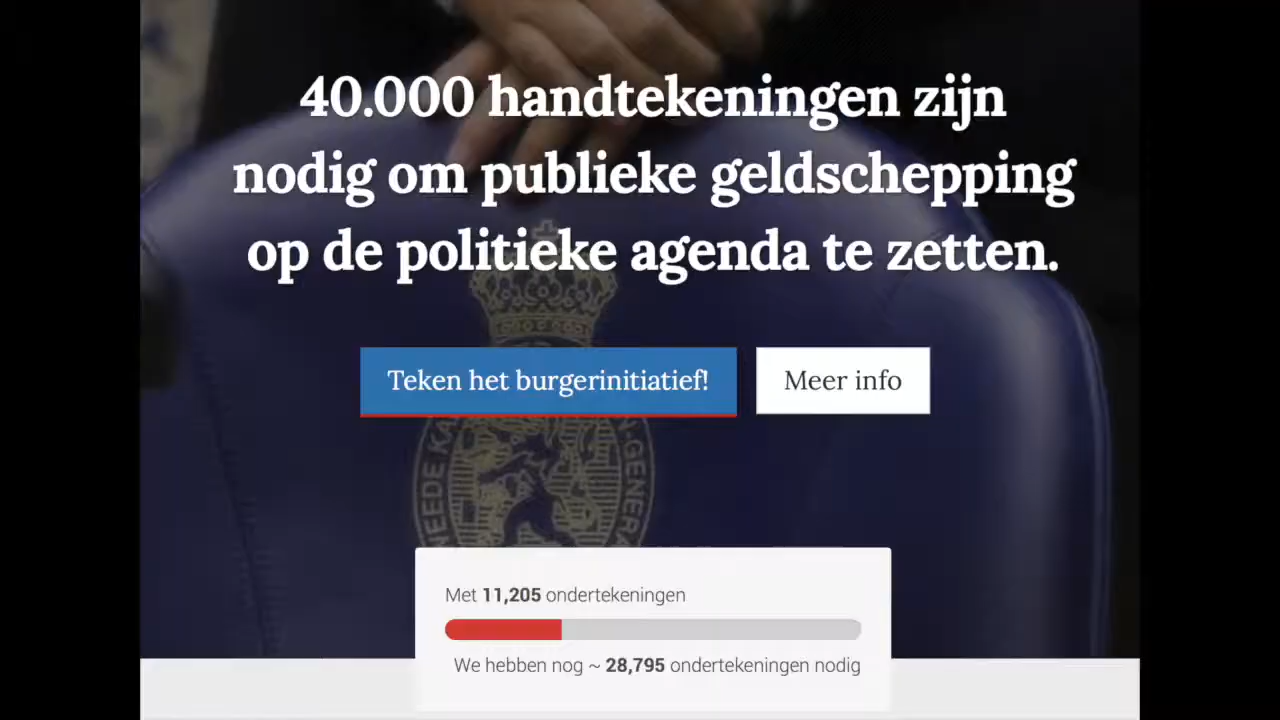 40.000 handtekeningen zijn
nodig om publieke geldschepping
op de politieke agenda te zetten.
Teken het burgerinitiatief!
Meer info
Met 11,205 ondertekeningen
We hebben nog ~ 28,795 ondertekeningen nodig